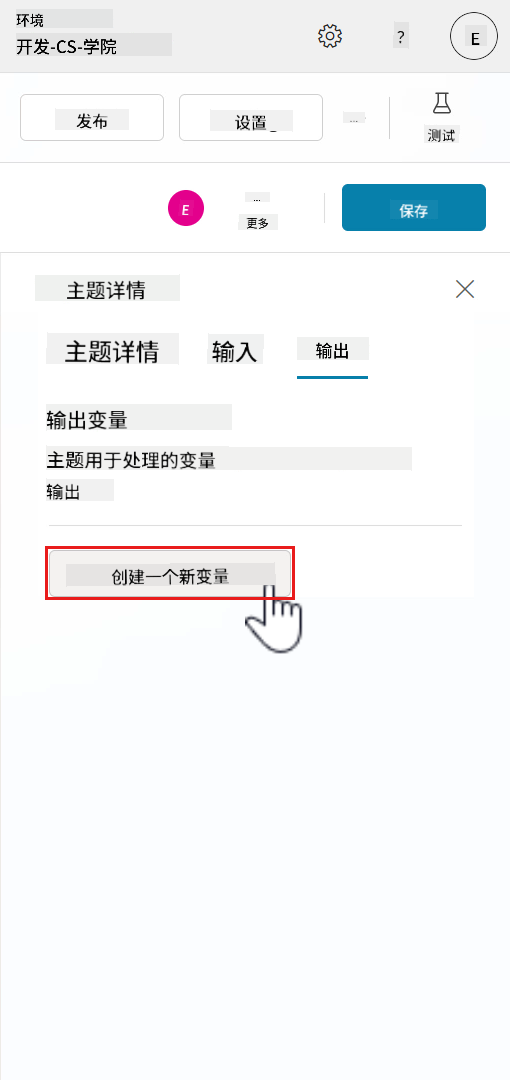 环境
开发-CS-学院
?
E
发布
设置 _
...
测试
E
...
更多
保存
主题详情
主题详情 输入 输出
输出变量
主题用于处理的变量
输出
创建一个新变量